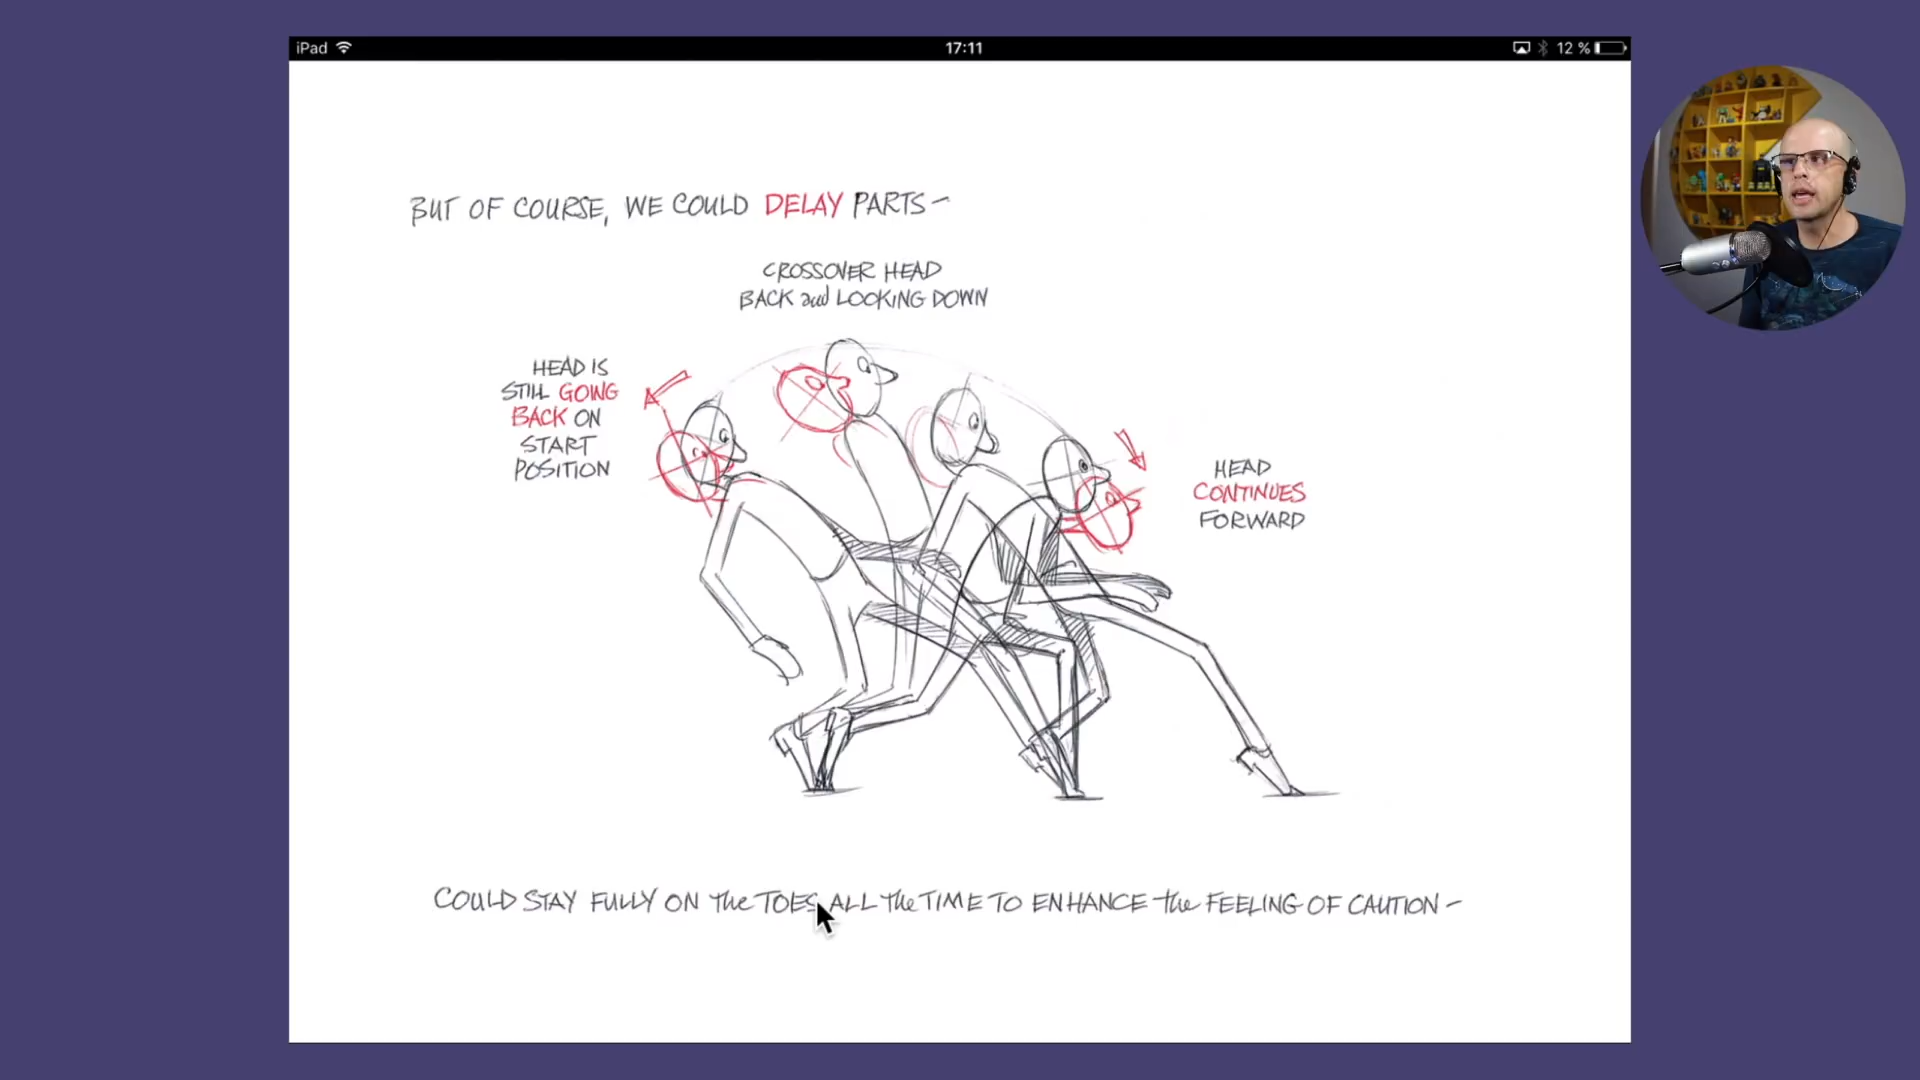 iPad
17:11
12 %
BUT OF COURSE, WE COULD DELAY PARTS –
CROSSOVER HEAD
BACK and LOOKING DOWN
HEAD IS
STILL GOING
BACK ON
START
POSITION
HEAD
CONTINUES
FORWARD
COULD STAY FULLY ON the TOES ALL the TIME TO ENHANCE the FEELING OF CAUTION –